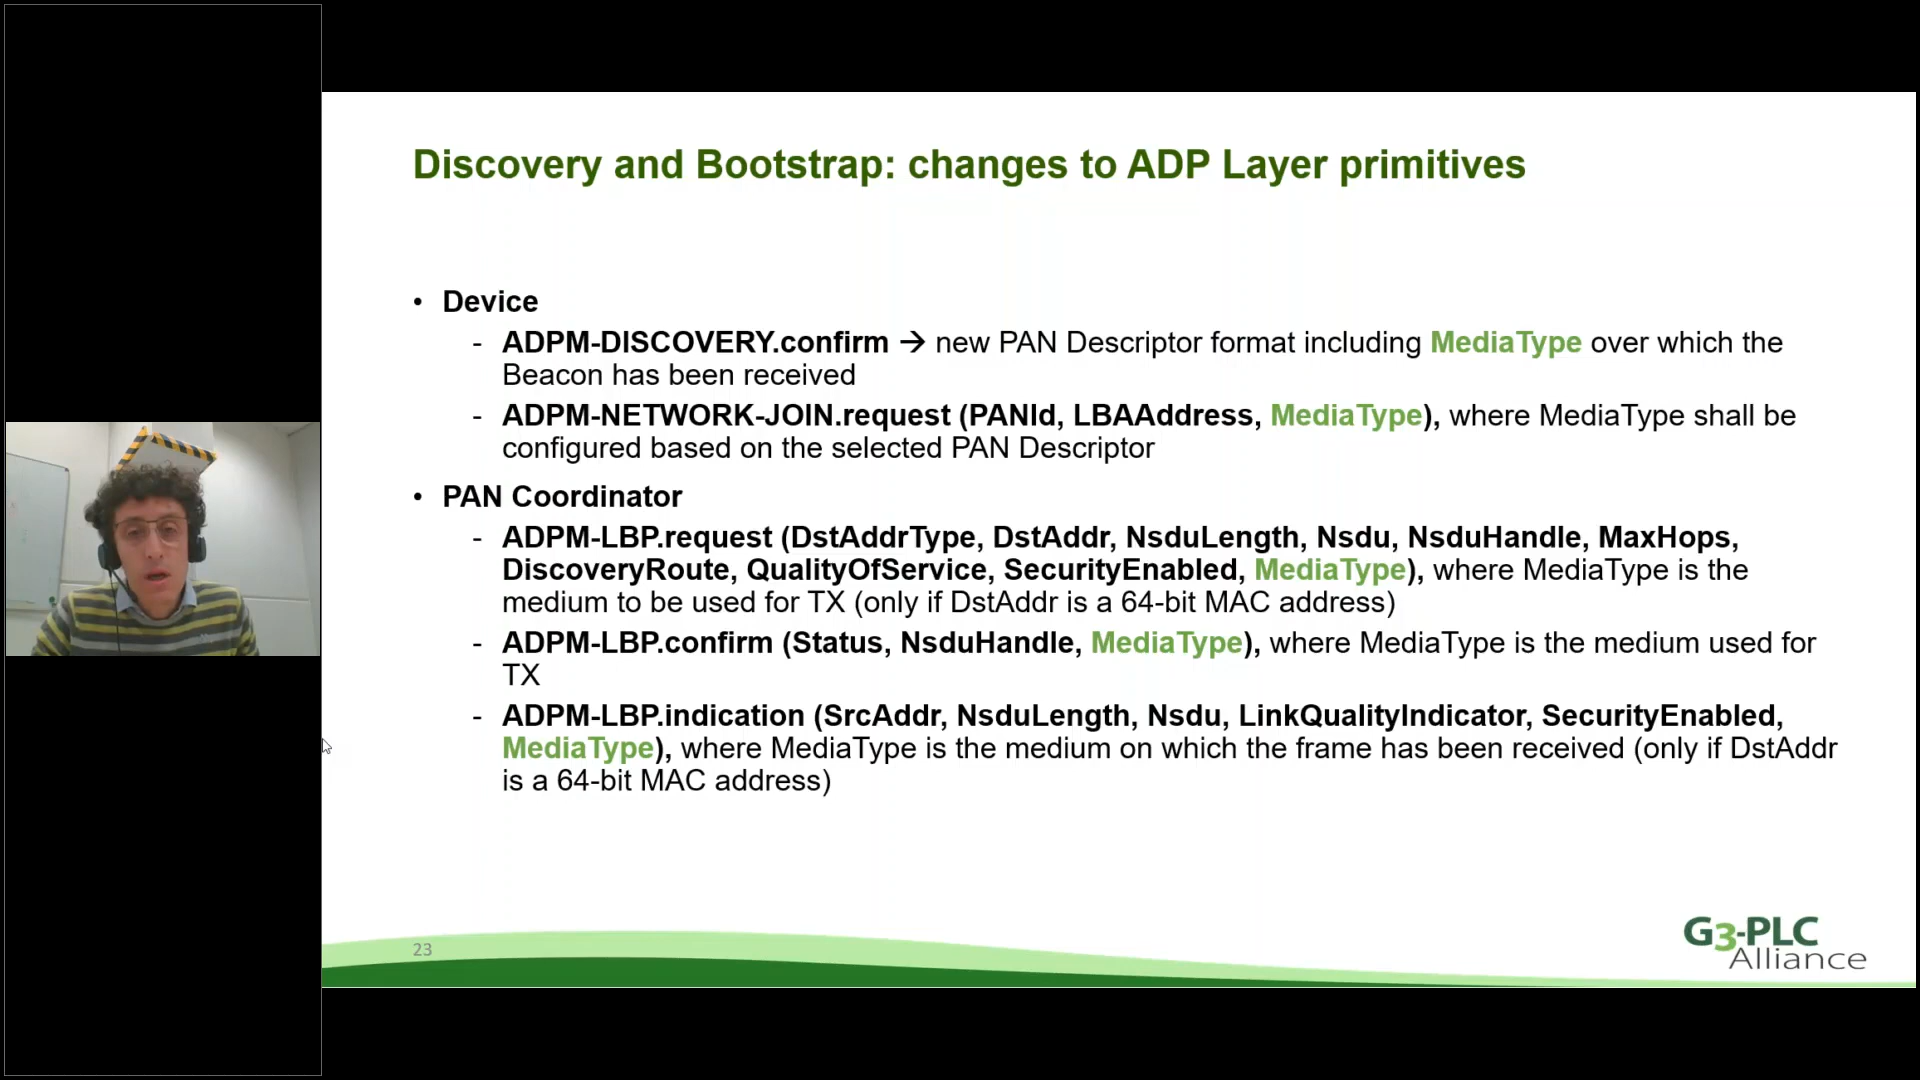 Discovery and Bootstrap: changes to ADP Layer primitives
• Device
- ADPM-DISCOVERY.confirm → new PAN Descriptor format including MediaType over which the
Beacon has been received
- ADPM-NETWORK-JOIN.request (PANId, LBAAddress, MediaType), where MediaType shall be
configured based on the selected PAN Descriptor
• PAN Coordinator
- ADPM-LBP.request (DstAddrType, DstAddr, NsduLength, Nsdu, NsduHandle, MaxHops,
DiscoveryRoute, QualityOfService, SecurityEnabled, MediaType), where MediaType is the
medium to be used for TX (only if DstAddr is a 64-bit MAC address)
- ADPM-LBP.confirm (Status, NsduHandle, MediaType), where MediaType is the medium used for
TX
- ADPM-LBP.indication (SrcAddr, NsduLength, Nsdu, LinkQualityIndicator, SecurityEnabled,
MediaType), where MediaType is the medium on which the frame has been received (only if DstAddr
is a 64-bit MAC address)
23
G3-PLC
Alliance